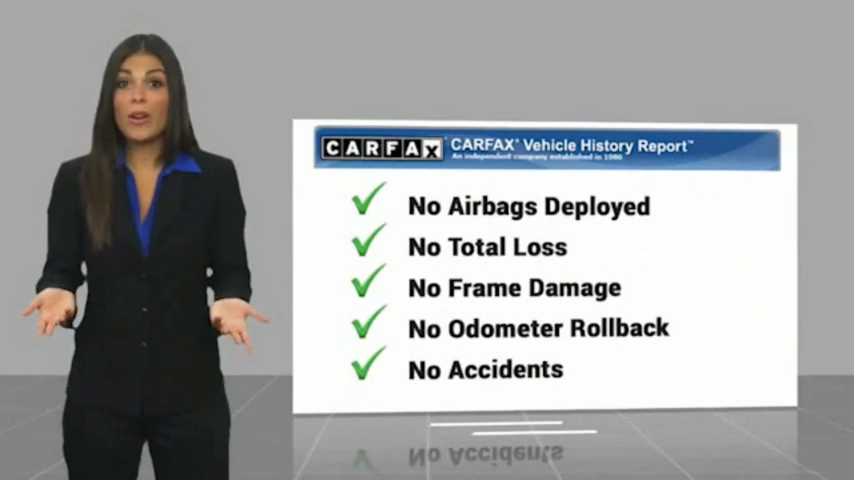 CARFAX CARFAX® Vehicle History Report™
An independent company established in 1986
No Airbags Deployed
No Total Loss
No Frame Damage
No Odometer Rollback
No Accidents
No Accidents